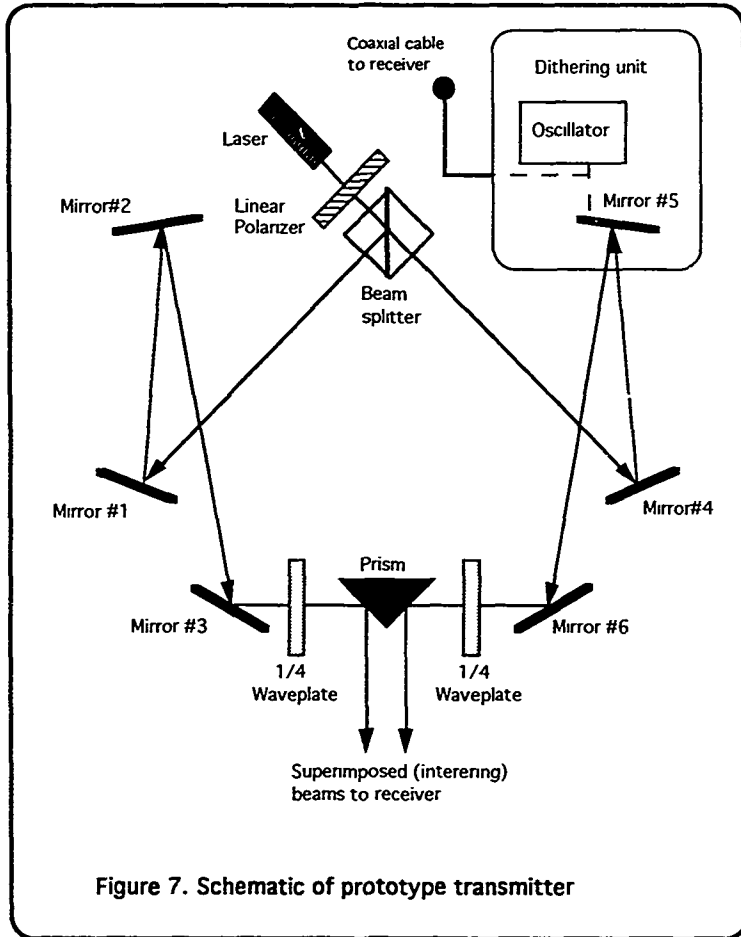 Coaxial cable
to receiver
Dithering unit
Oscillator
Laser
Mirror#2
Linear
Polarizer
Mirror #5
Beam
splitter
Mirror #1
Mirror#4
Prism
Mirror #3
Mirror #6
1/4
Waveplate
1/4
Waveplate
Superimposed (interering)
beams to receiver
Figure 7. Schematic of prototype transmitter